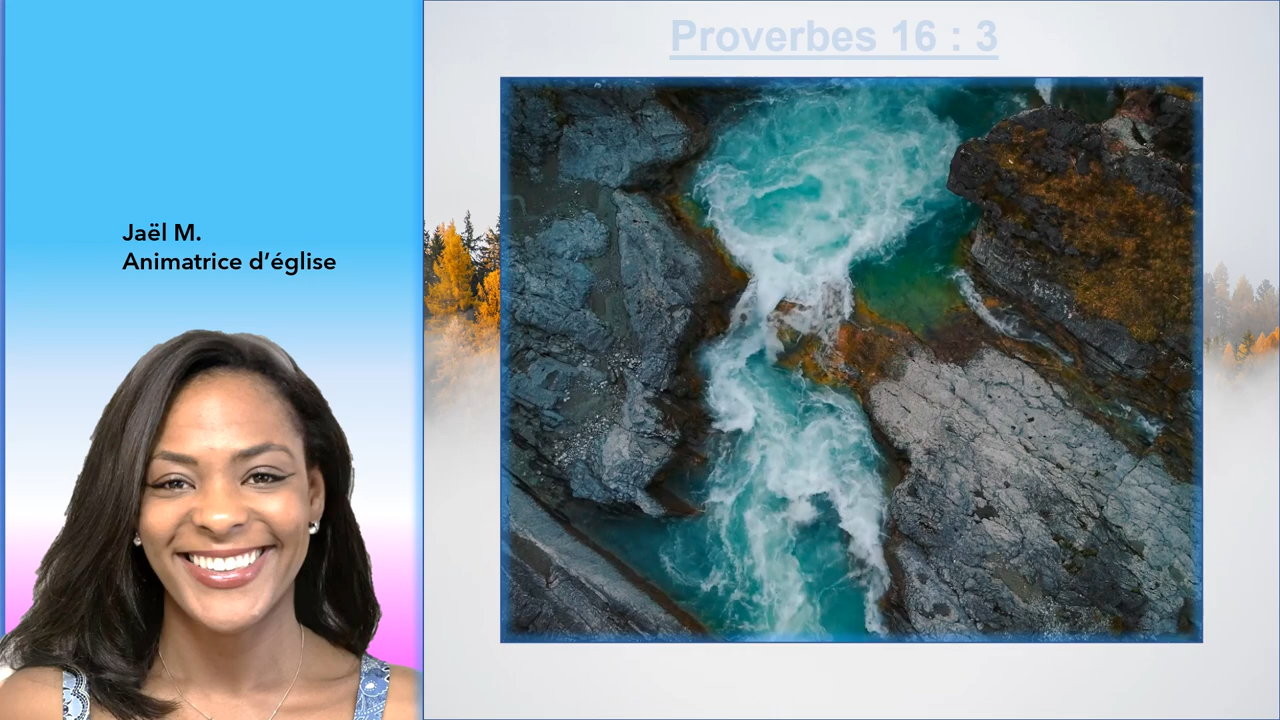 Proverbes 16 : 3
Jaël M.
Animatrice d’église